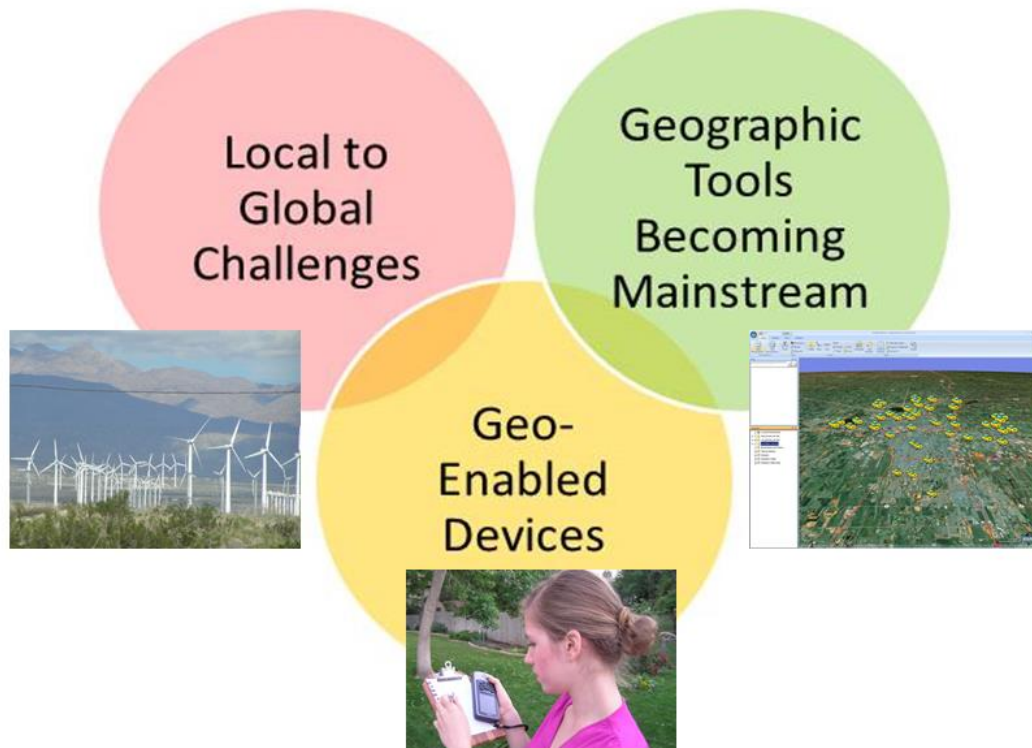 Local to
Global
Challenges
Geographic
Tools
Becoming
Mainstream
Geo-
Enabled
Devices